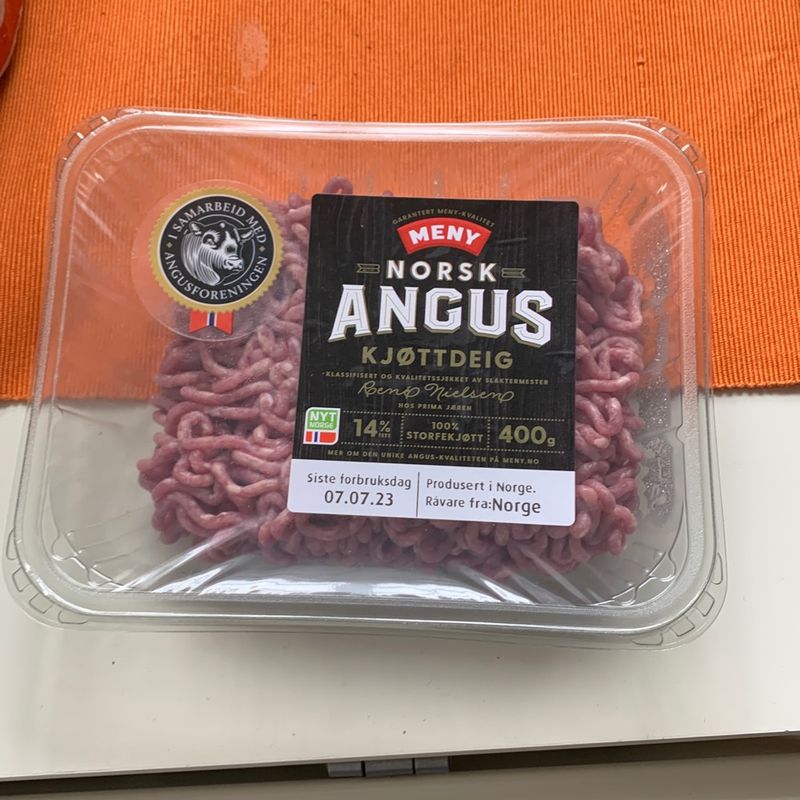 I SAMARBEID MED
ANGUSFORENINGEN
GARANTERT MENY-KVALITET
MENY
NORSK
ANGUS
KJØTTDEIG
KLASSIFISERT OG KVALITETSSJEKKET AV SLAKTERMESTER
Nielsen
HOS PRIMA JÆREN
NYT
NORGE
14% FETT
100%
STORFEKJØTT
400g
MER OM DEN UNIKE ANGUS-KVALITETEN PÅ MENY.NO
Siste forbruksdag
07.07.23
Produsert i Norge.
Råvare fra:Norge